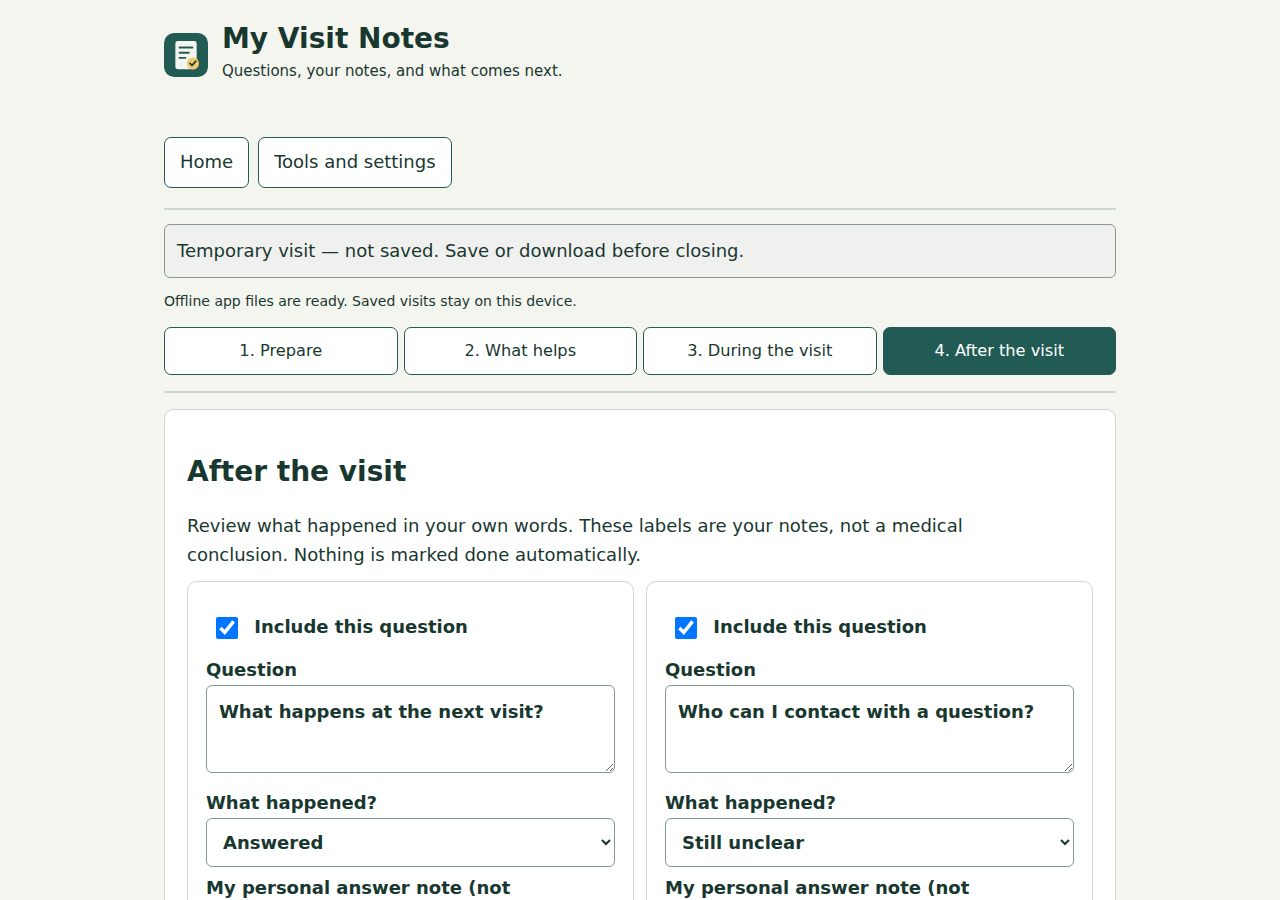 My Visit Notes
Questions, your notes, and what comes next.
Home
Tools and settings
Temporary visit — not saved. Save or download before closing.
Offline app files are ready. Saved visits stay on this device.
1. Prepare
2. What helps
3. During the visit
4. After the visit
After the visit
Review what happened in your own words. These labels are your notes, not a medical
conclusion. Nothing is marked done automatically.
Include this question
Question
What happens at the next visit?
What happened?
Answered
My personal answer note (not
Include this question
Question
Who can I contact with a question?
What happened?
Still unclear
My personal answer note (not